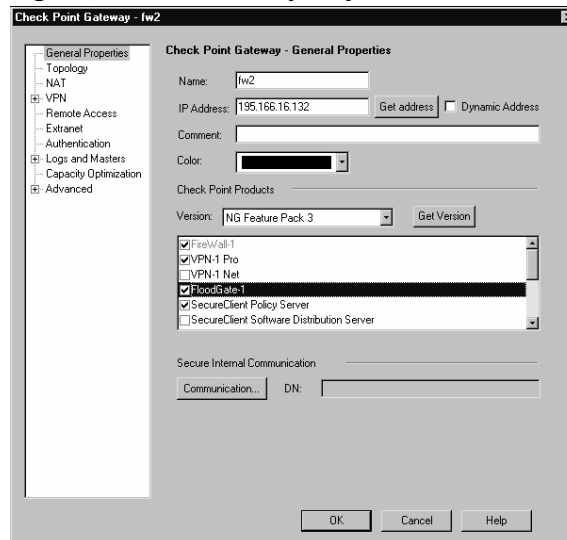 Check Point Gateway - fw2
General Properties
Topology
NAT
VPN
Remote Access
Extranet
Authentication
Logs and Masters
Capacity Optimization
Advanced
Check Point Gateway - General Properties
Name: fw2
IP Address: 195.166.16.132 Get address Dynamic Address
Comment:
Color:
Check Point Products
Version: NG Feature Pack 3 Get Version
FireWall-1
VPN-1 Pro
VPN-1 Net
FloodGate-1
SecureClient Policy Server
SecureClient Software Distribution Server
Secure Internal Communication
Communication... DN:
OK Cancel Help